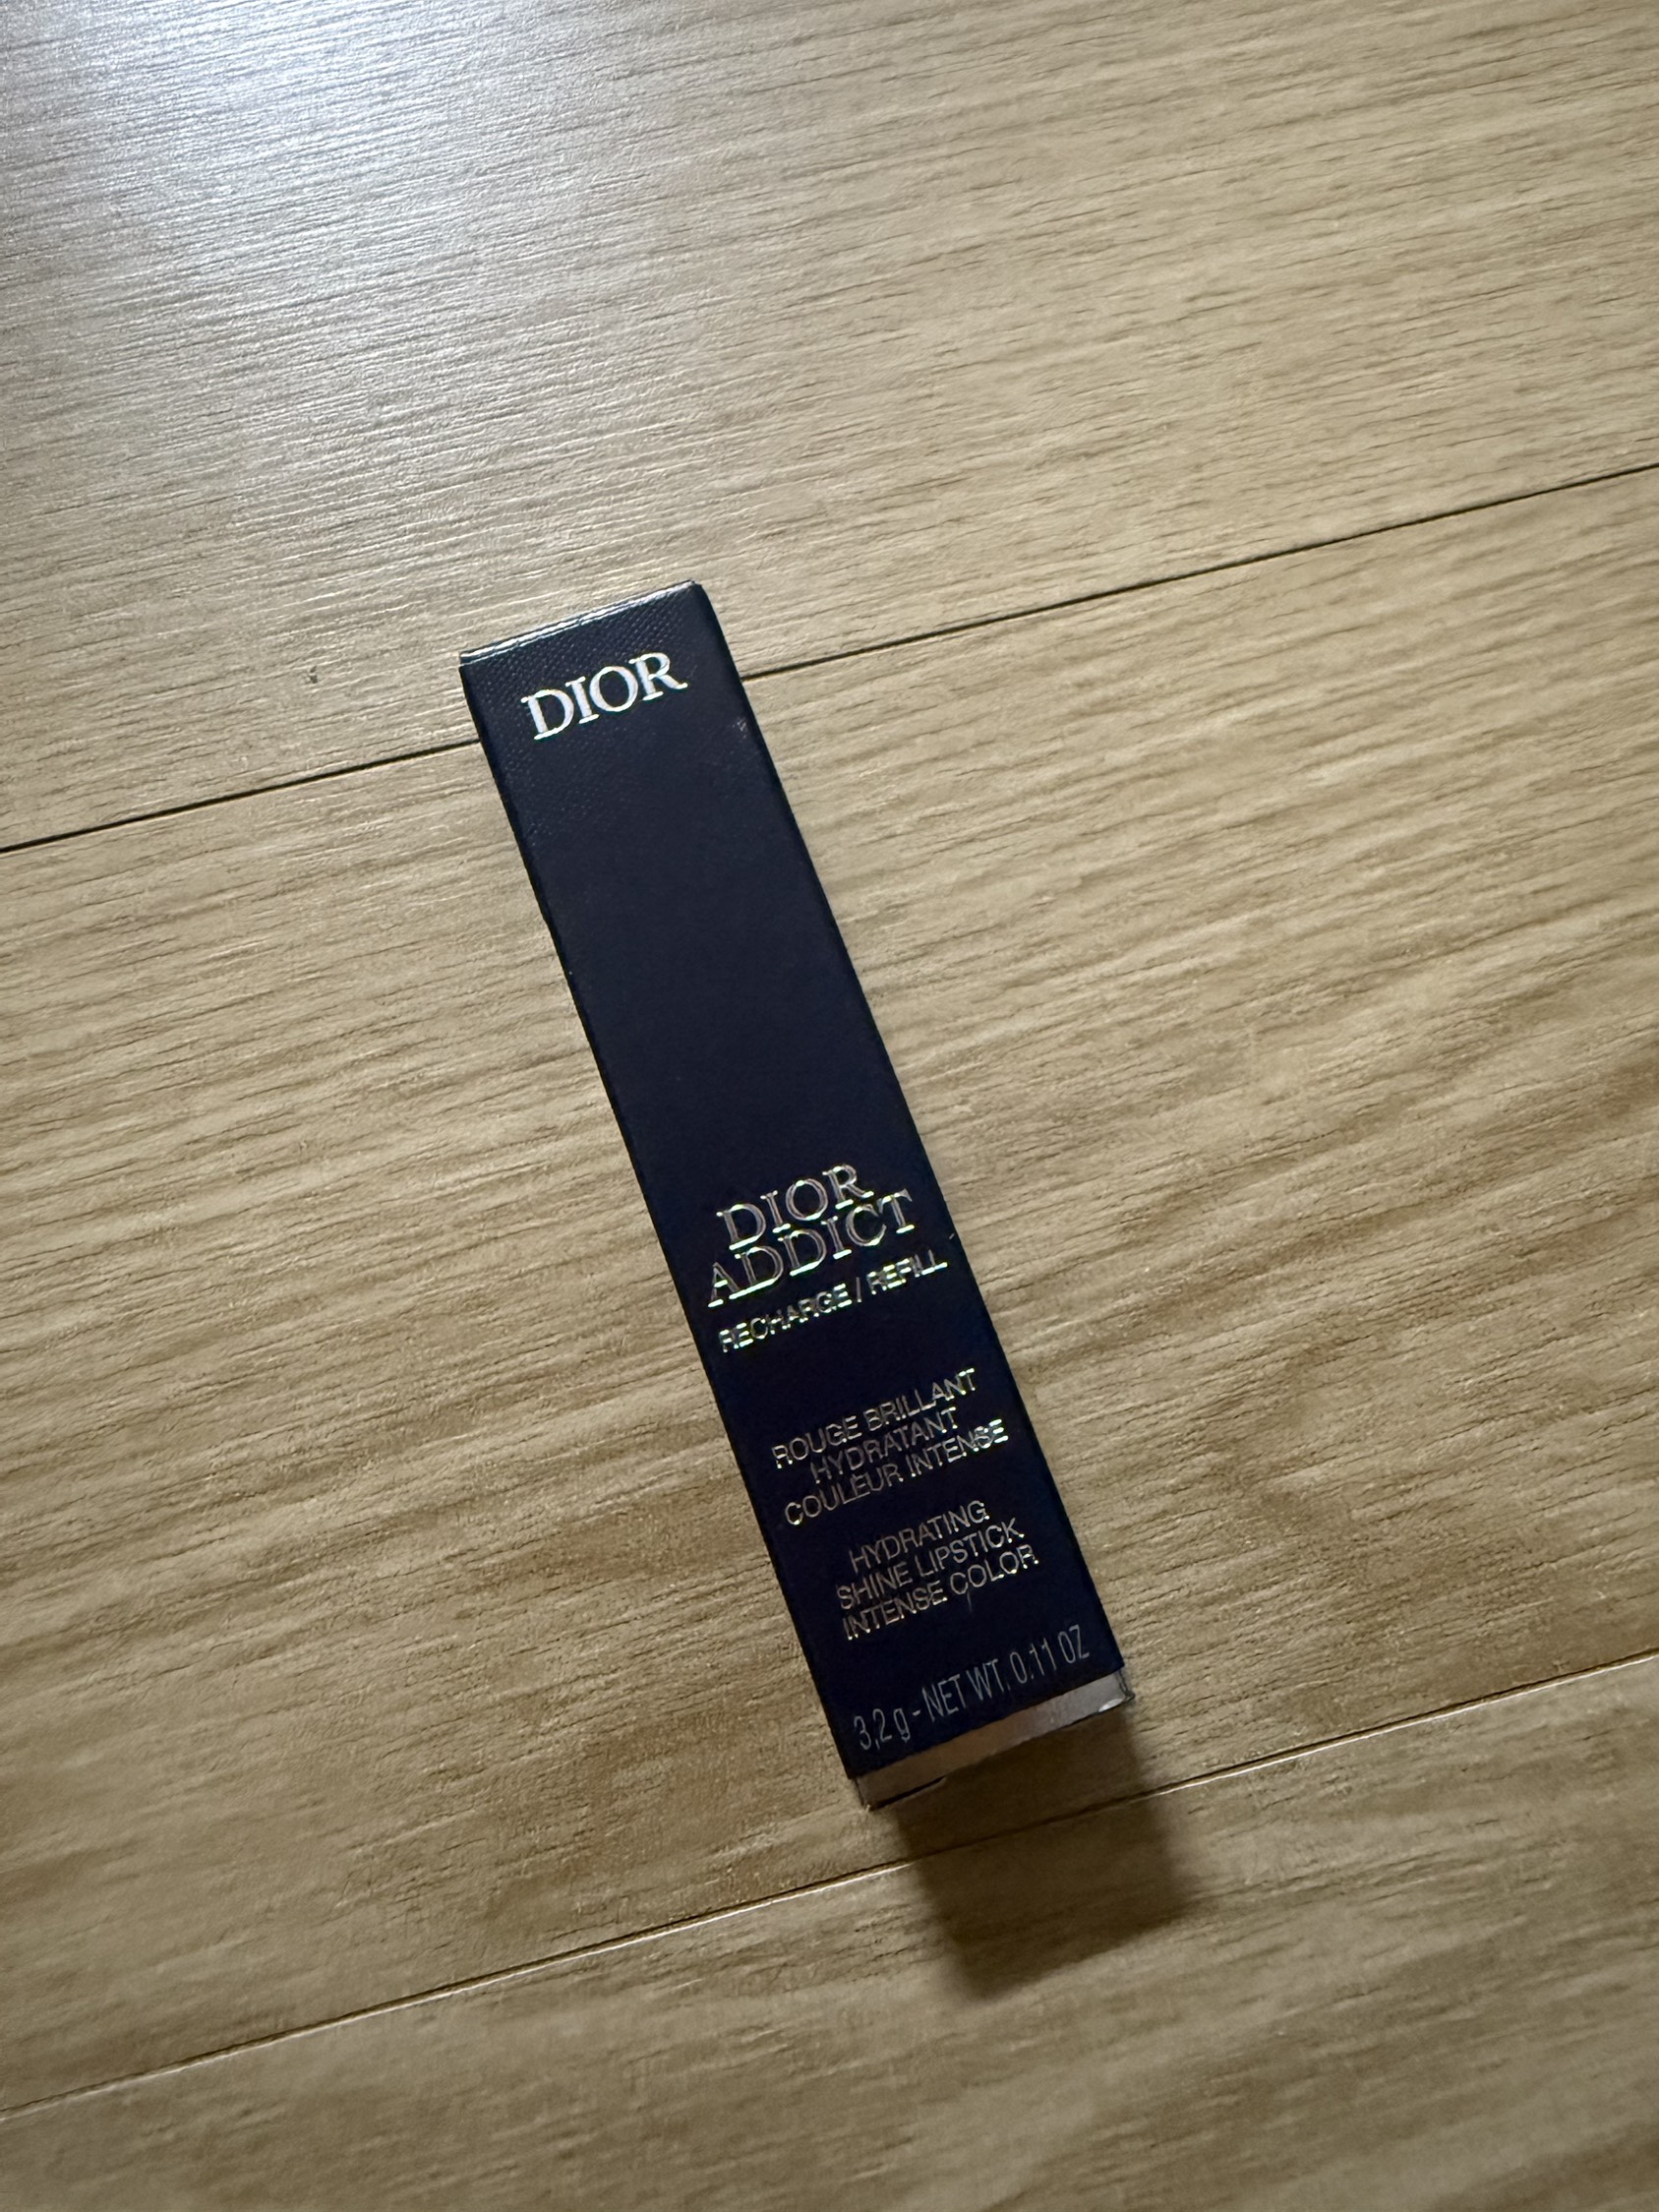 DIOR
DIOR
ADDICT
RECHARGE / REFILL
ROUGE BRILLANT
HYDRATANT
COULEUR INTENSE
HYDRATING
SHINE LIPSTICK
INTENSE COLOR
3,2 g - NET WT. 0.11 OZ